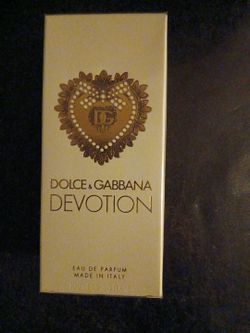 DG
DOLCE & GABBANA
DEVOTION
EAU DE PARFUM
MADE IN ITALY